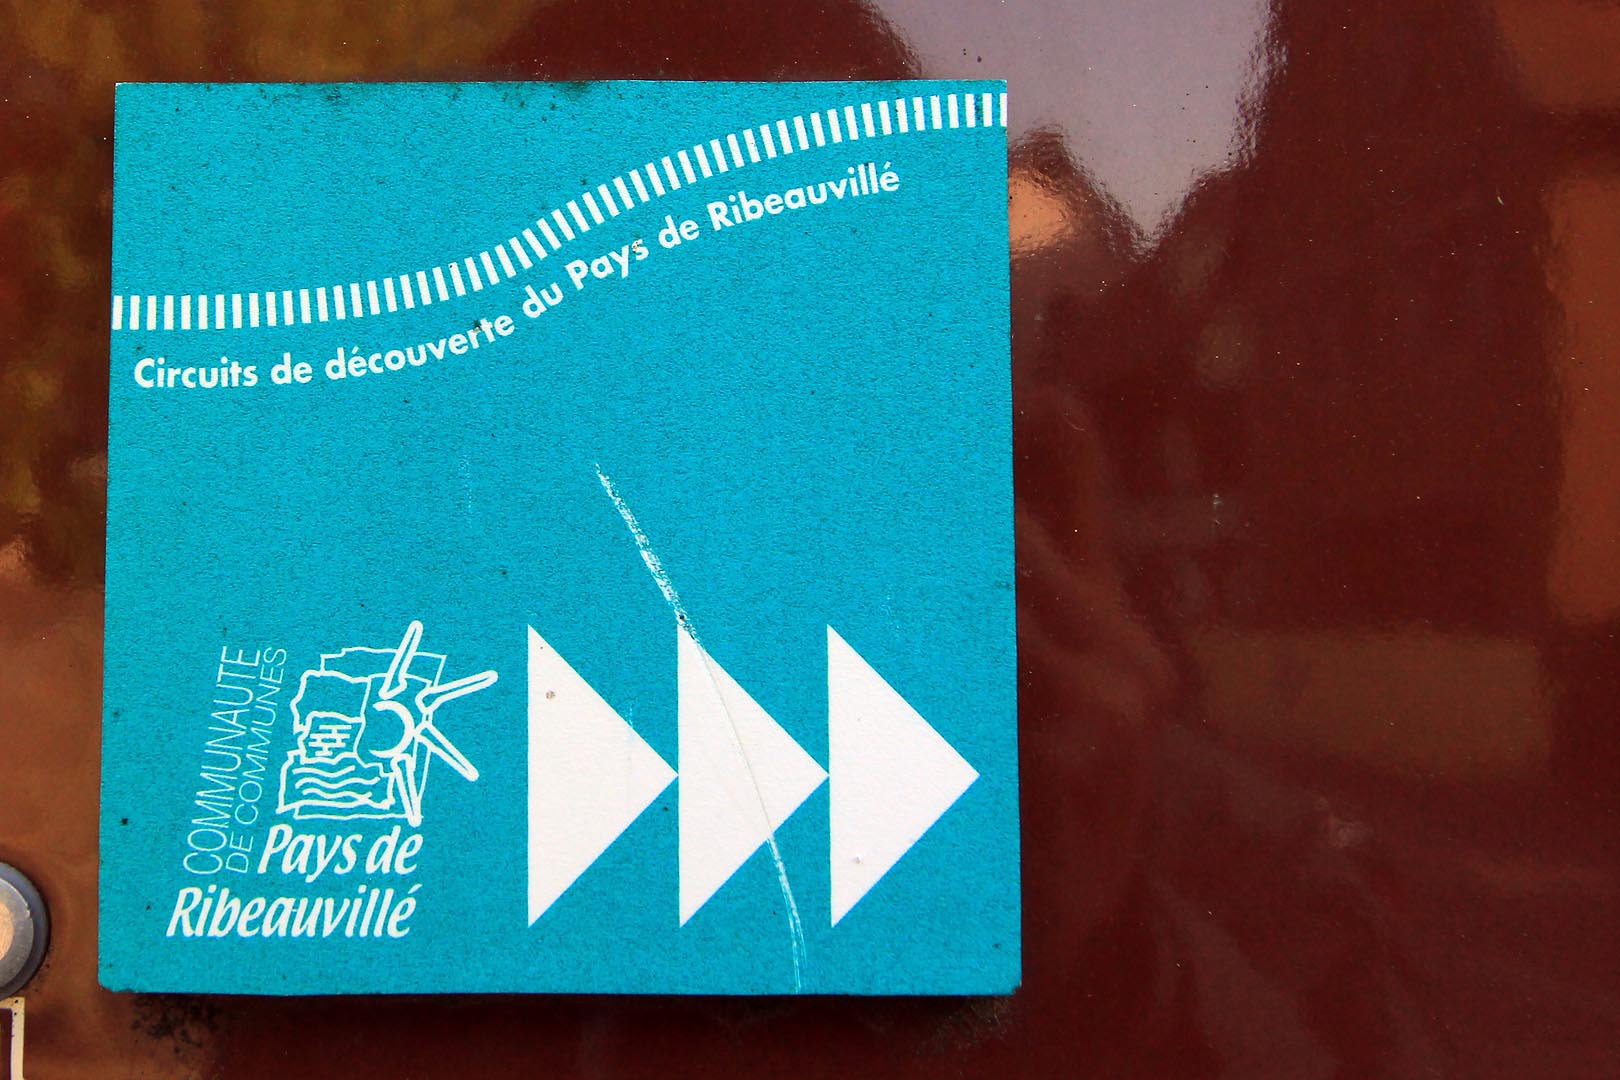 Circuits de découverte du Pays de Ribeauvillé
COMMUNAUTE
DE COMMUNES
Pays de
Ribeauvillé